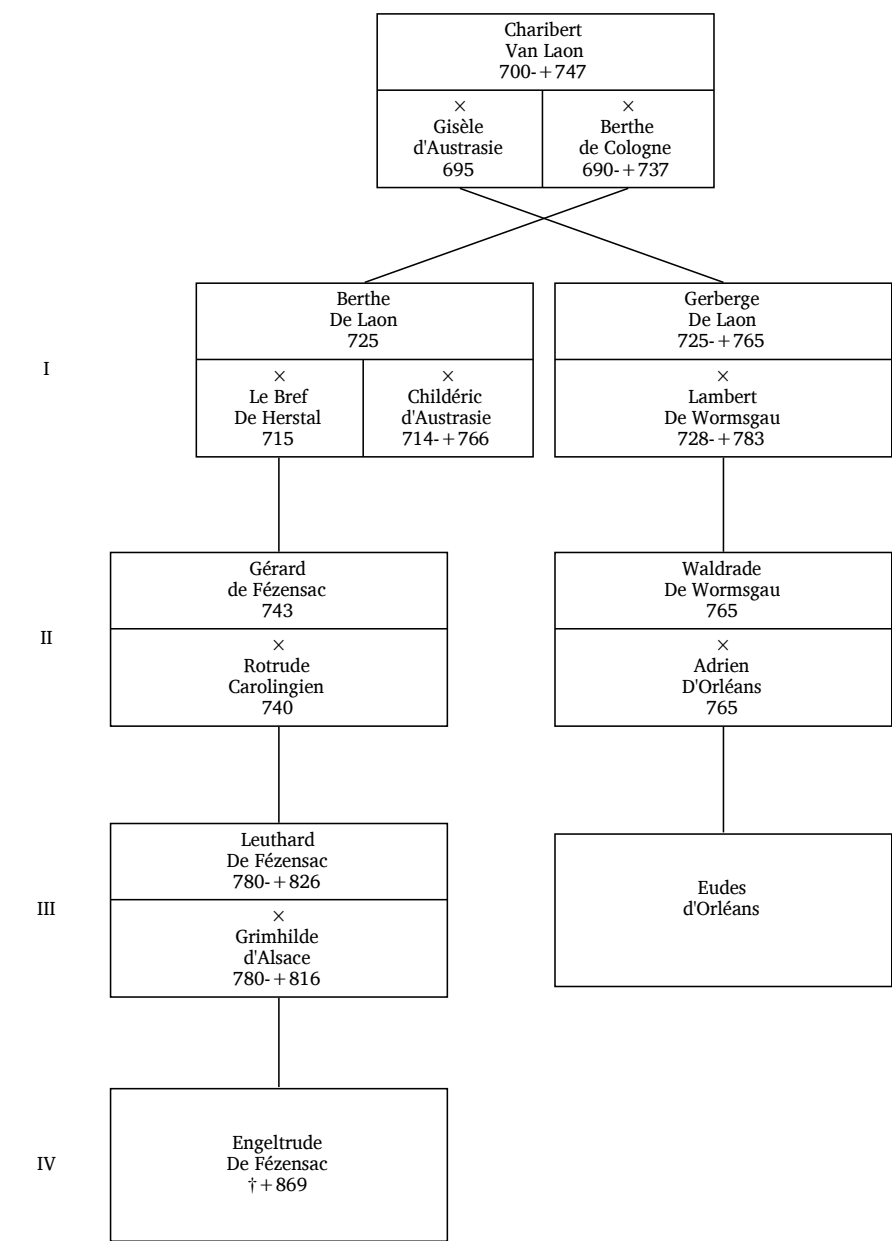 Charibert
Van Laon
700-+747
×
Gisèle
d'Austrasie
695
×
Berthe
de Cologne
690-+737
I
Berthe
De Laon
725
×
Le Bref
De Herstal
715
×
Childéric
d'Austrasie
714-+766
Gerberge
De Laon
725-+765
×
Lambert
De Wormsgau
728-+783
II
Gérard
de Fézensac
743
×
Rotrude
Carolingien
740
Waldrade
De Wormsgau
765
×
Adrien
D'Orléans
765
III
Leuthard
De Fézensac
780-+826
×
Grimhilde
d'Alsace
780-+816
Eudes
d'Orléans
IV
Engeltrude
De Fézensac
†+869